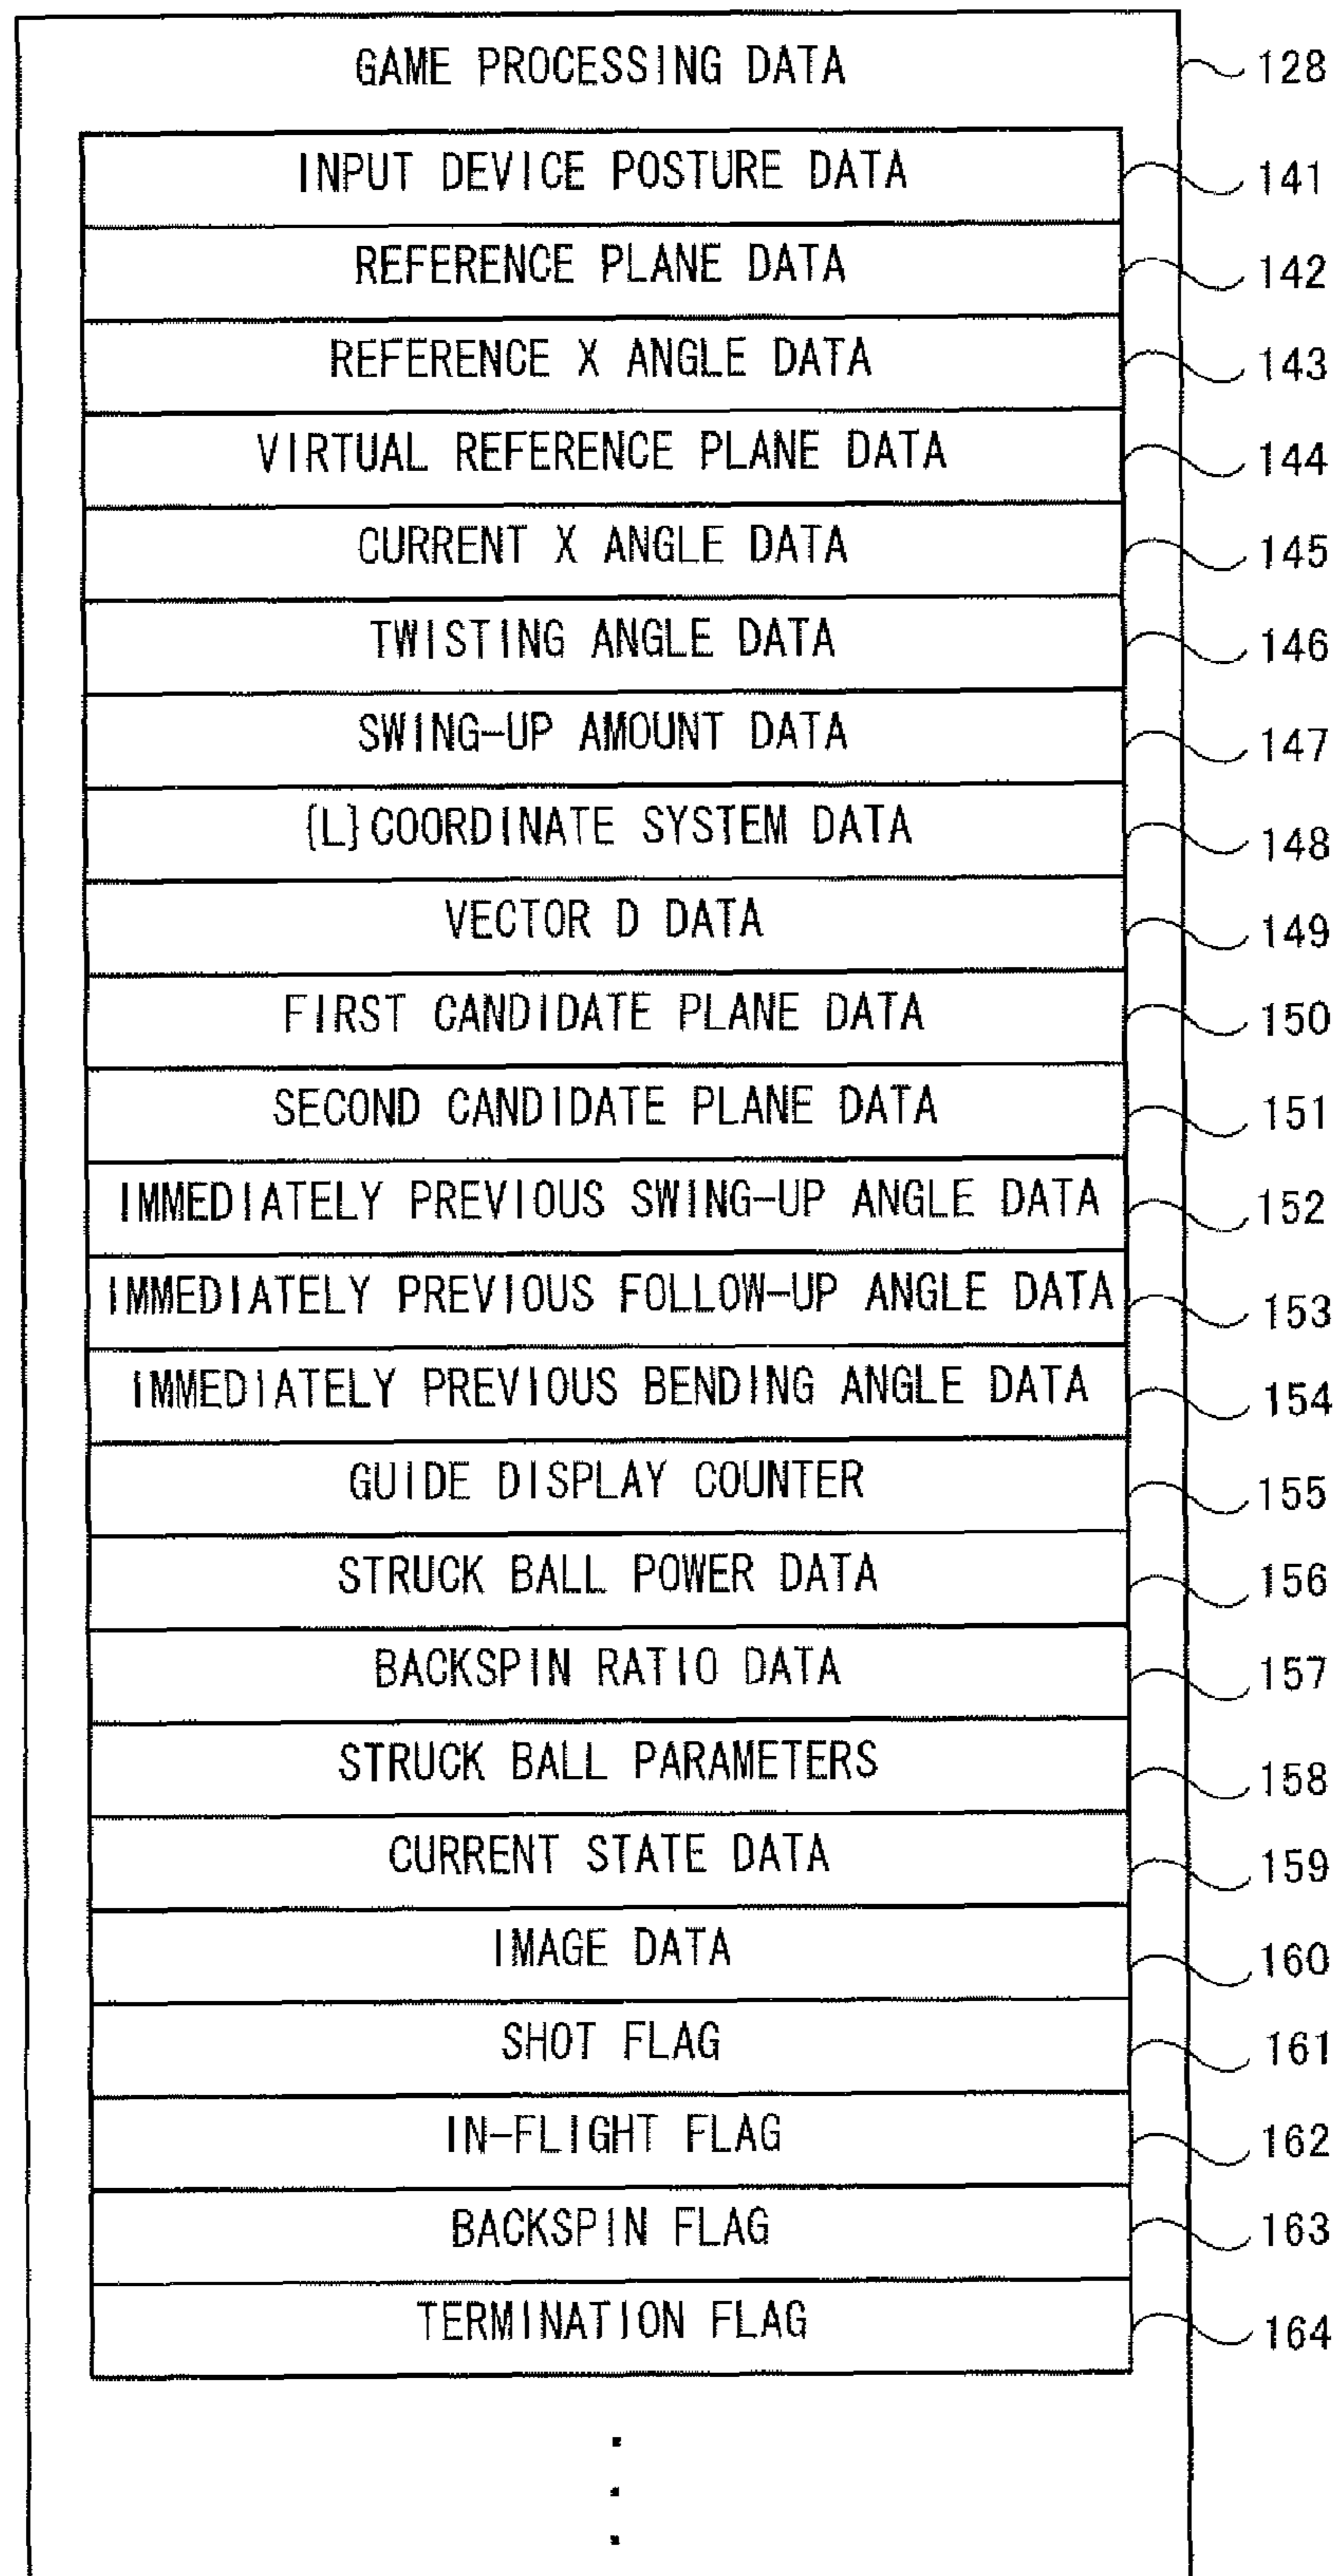 GAME PROCESSING DATA 128
INPUT DEVICE POSTURE DATA 141
REFERENCE PLANE DATA 142
REFERENCE X ANGLE DATA 143
VIRTUAL REFERENCE PLANE DATA 144
CURRENT X ANGLE DATA 145
TWISTING ANGLE DATA 146
SWING-UP AMOUNT DATA 147
{L}COORDINATE SYSTEM DATA 148
VECTOR D DATA 149
FIRST CANDIDATE PLANE DATA 150
SECOND CANDIDATE PLANE DATA 151
IMMEDIATELY PREVIOUS SWING-UP ANGLE DATA 152
IMMEDIATELY PREVIOUS FOLLOW-UP ANGLE DATA 153
IMMEDIATELY PREVIOUS BENDING ANGLE DATA 154
GUIDE DISPLAY COUNTER 155
STRUCK BALL POWER DATA 156
BACKSPIN RATIO DATA 157
STRUCK BALL PARAMETERS 158
CURRENT STATE DATA 159
IMAGE DATA 160
SHOT FLAG 161
IN-FLIGHT FLAG 162
BACKSPIN FLAG 163
TERMINATION FLAG 164